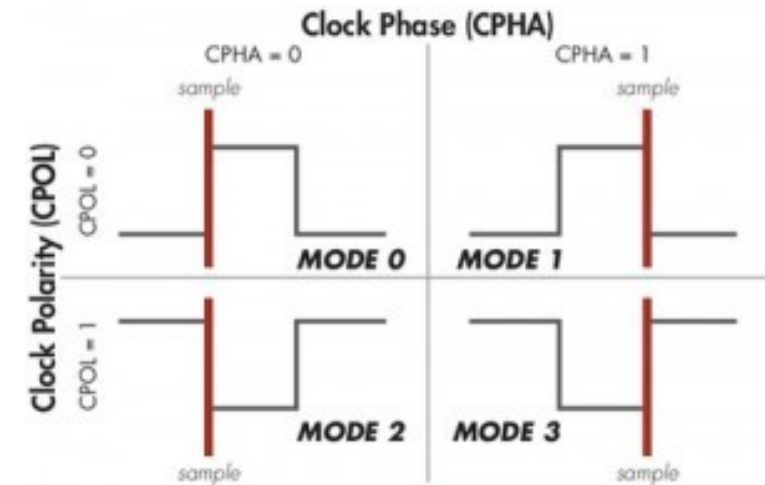 Clock Phase (CPHA)
CPHA = 0
CPHA = 1
sample
sample
Clock Polarity (CPOL)
CPOL = 0
MODE 0
MODE 1
CPOL = 1
MODE 2
MODE 3
sample
sample